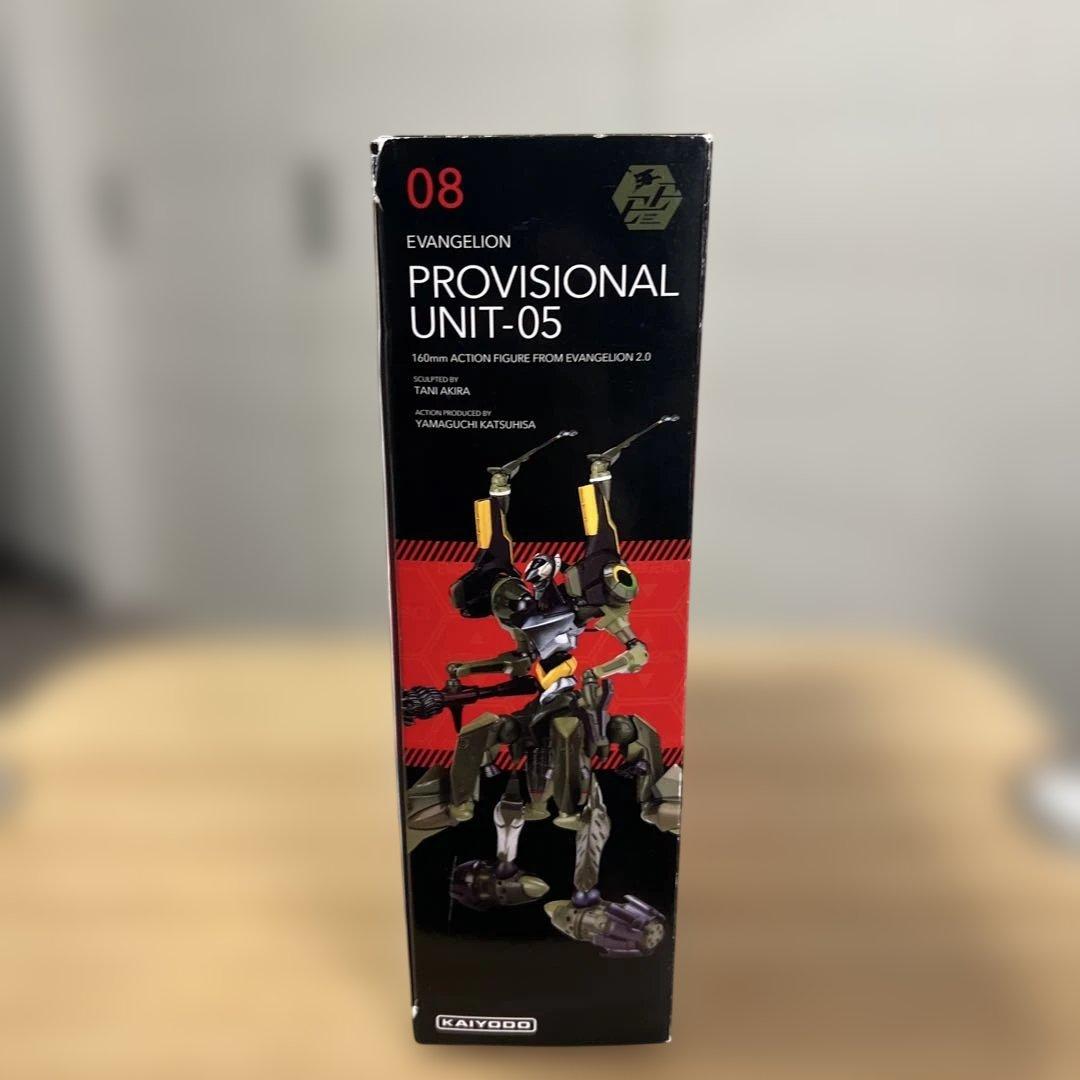 08
EVANGELION
PROVISIONAL
UNIT-05
160mm ACTION FIGURE FROM EVANGELION 2.0
SCULPTED BY
TANI AKIRA
ACTION PRODUCED BY
YAMAGUCHI KATSUHISA
KAIYODO